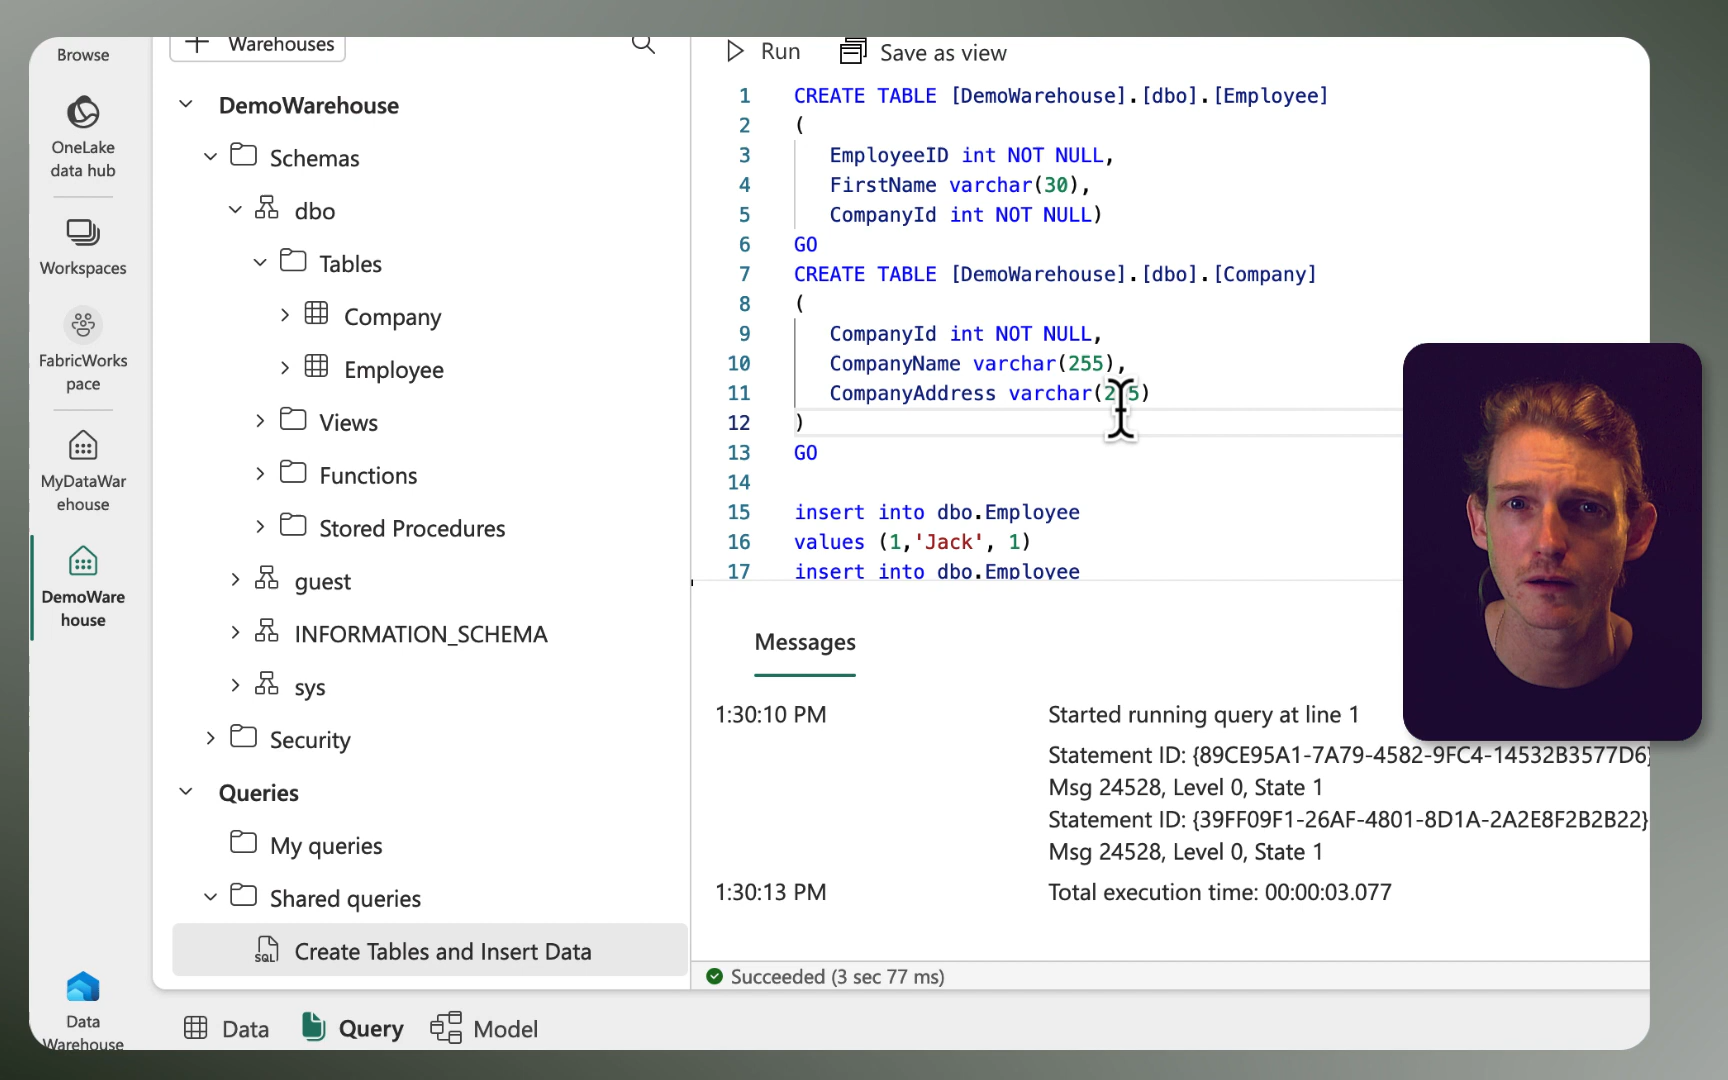 Browse
OneLake
data hub
Workspaces
FabricWorks
pace
MyDataWar
ehouse
DemoWare
house
Data
Warehouse
Warehouses
DemoWarehouse
Schemas
dbo
Tables
Company
Employee
Views
Functions
Stored Procedures
guest
INFORMATION_SCHEMA
sys
Security
Queries
My queries
Shared queries
SQL Create Tables and Insert Data
Run Save as view
1 CREATE TABLE [DemoWarehouse].[dbo].[Employee]
2 (
3 EmployeeID int NOT NULL,
4 FirstName varchar(30),
5 CompanyId int NOT NULL)
6 GO
7 CREATE TABLE [DemoWarehouse].[dbo].[Company]
8 (
9 CompanyId int NOT NULL,
10 CompanyName varchar(255),
11 CompanyAddress varchar(255)
12 )
13 GO
14
15 insert into dbo.Employee
16 values (1,'Jack', 1)
17 insert into dbo.Employee
Messages
1:30:10 PM Started running query at line 1
Statement ID: {89CE95A1-7A79-4582-9FC4-14532B3577D6}
Msg 24528, Level 0, State 1
Statement ID: {39FF09F1-26AF-4801-8D1A-2A2E8F2B2B22}
Msg 24528, Level 0, State 1
1:30:13 PM Total execution time: 00:00:03.077
Succeeded (3 sec 77 ms)
Data Query Model